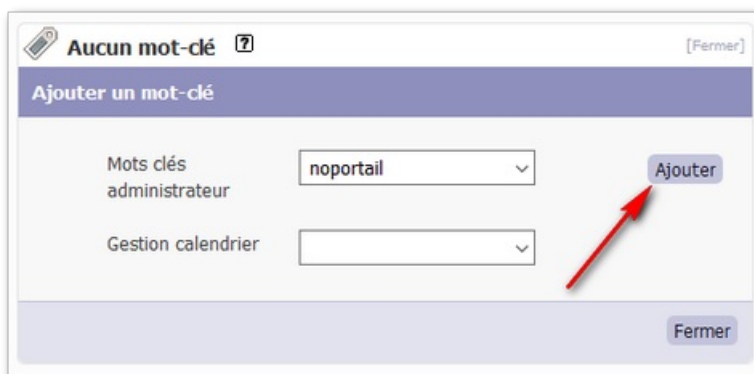 Aucun mot-clé ?
[Fermer]
Ajouter un mot-clé
Mots clés
administrateur
noportail
Ajouter
Gestion calendrier
Fermer